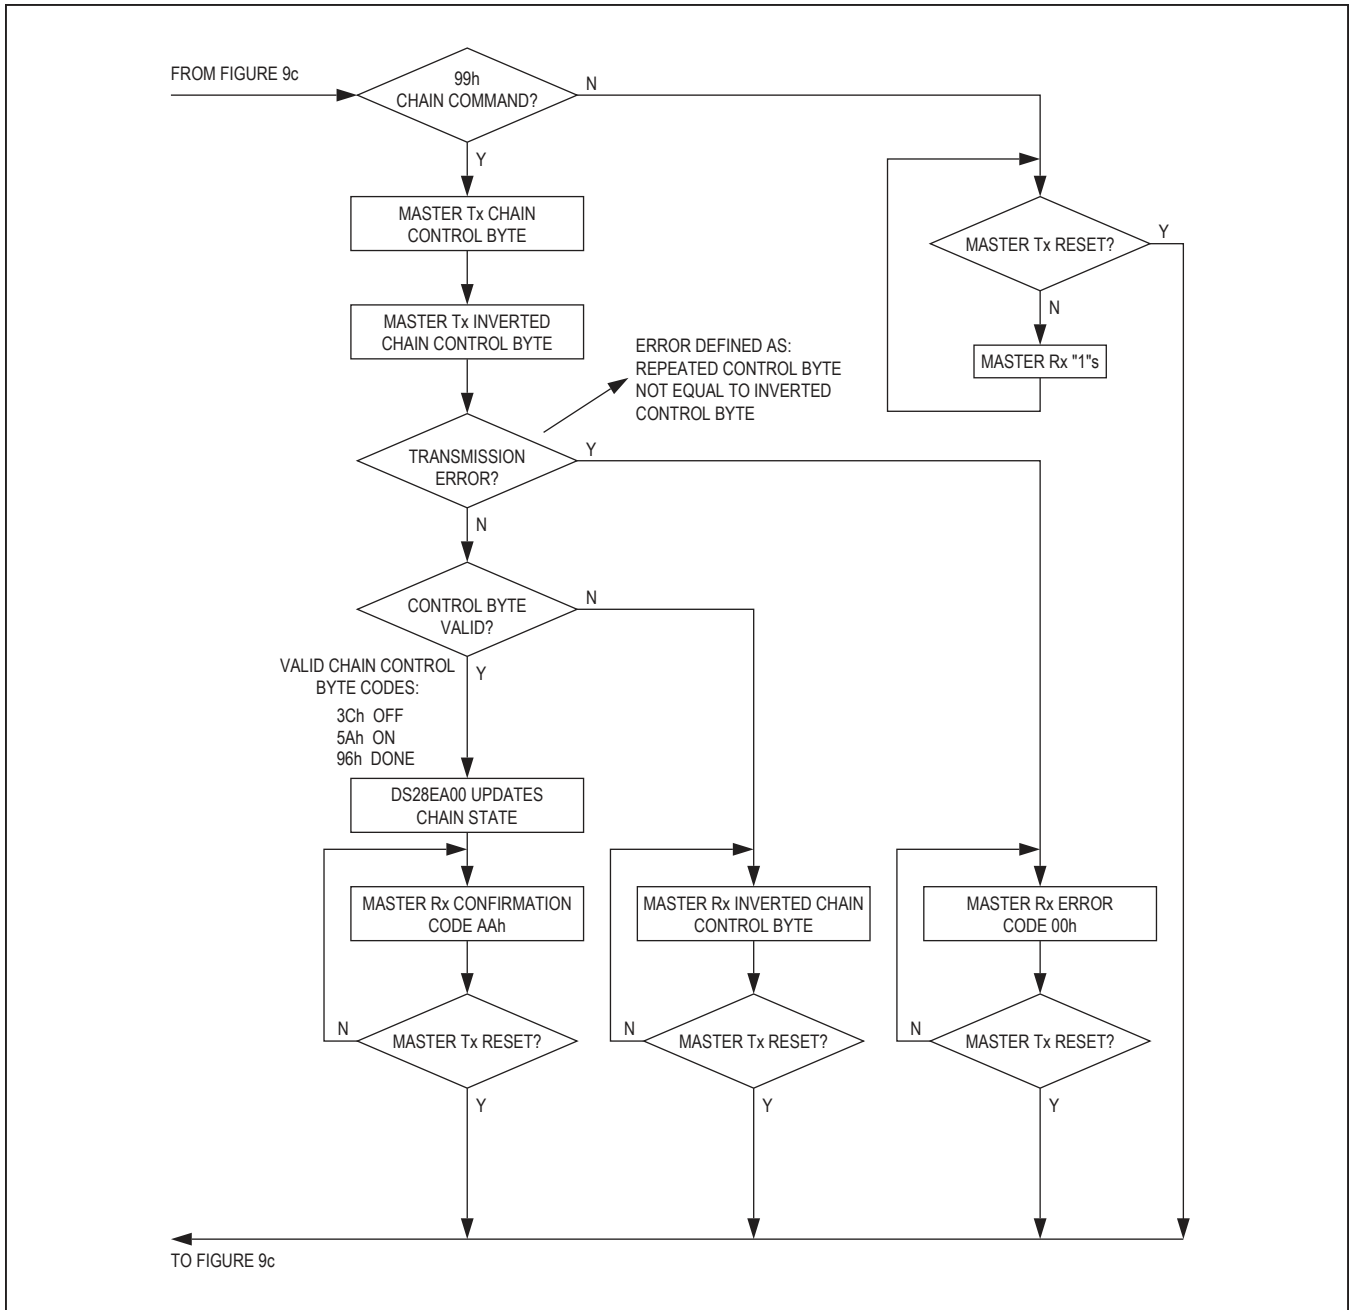 FROM FIGURE 9c
99h
CHAIN COMMAND?
N
Y
MASTER Tx CHAIN
CONTROL BYTE
MASTER Tx RESET?
Y
N
MASTER Rx "1"s
MASTER Tx INVERTED
CHAIN CONTROL BYTE
ERROR DEFINED AS:
REPEATED CONTROL BYTE
NOT EQUAL TO INVERTED
CONTROL BYTE
TRANSMISSION
ERROR?
Y
N
CONTROL BYTE
VALID?
N
Y
VALID CHAIN CONTROL
BYTE CODES:
3Ch OFF
5Ah ON
96h DONE
DS28EA00 UPDATES
CHAIN STATE
MASTER Rx CONFIRMATION
CODE AAh
MASTER Rx INVERTED CHAIN
CONTROL BYTE
MASTER Rx ERROR
CODE 00h
N
MASTER Tx RESET?
Y
N
MASTER Tx RESET?
Y
N
MASTER Tx RESET?
Y
TO FIGURE 9c